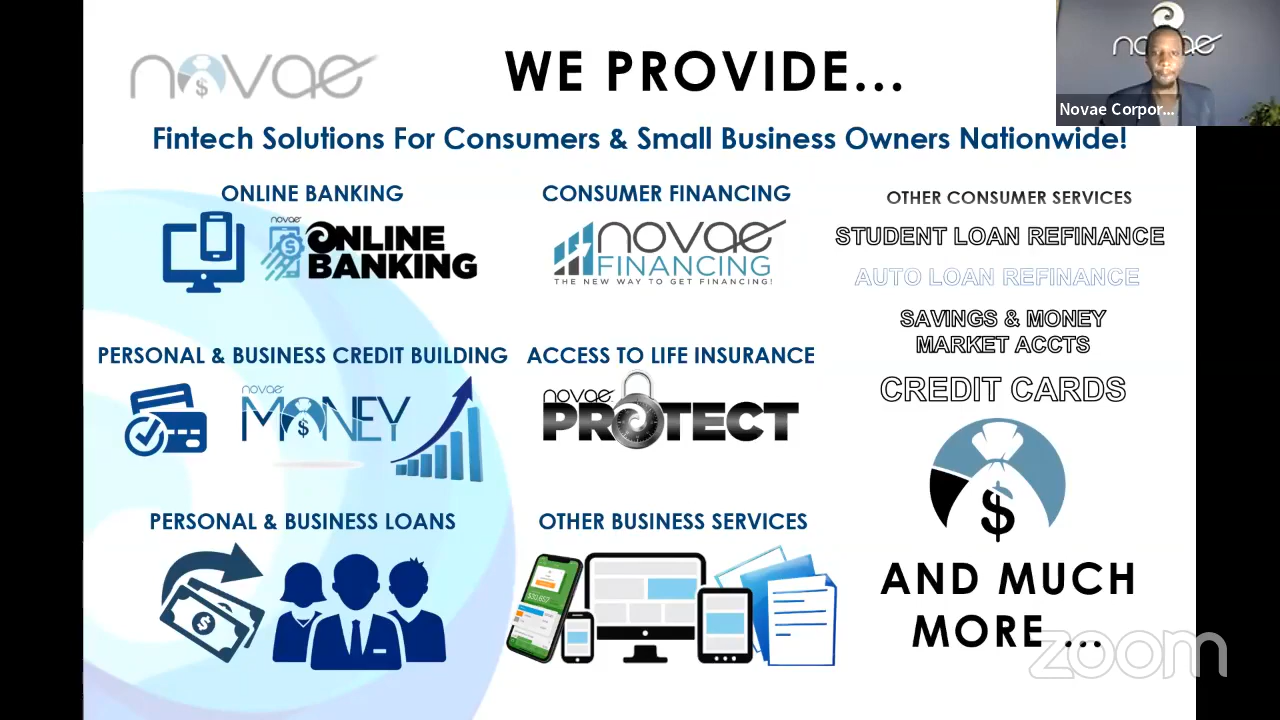 novae
WE PROVIDE...
novae
Novae Corpor...
Fintech Solutions For Consumers & Small Business Owners Nationwide!
ONLINE BANKING
novae
ONLINE
BANKING
CONSUMER FINANCING
novae
FINANCING
THE NEW WAY TO GET FINANCING!
OTHER CONSUMER SERVICES
STUDENT LOAN REFINANCE
AUTO LOAN REFINANCE
SAVINGS & MONEY
MARKET ACCTS
CREDIT CARDS
PERSONAL & BUSINESS CREDIT BUILDING
novae
MONEY
$
ACCESS TO LIFE INSURANCE
novae
PROTECT
PERSONAL & BUSINESS LOANS
$
OTHER BUSINESS SERVICES
$
AND MUCH
MORE ...
zoom